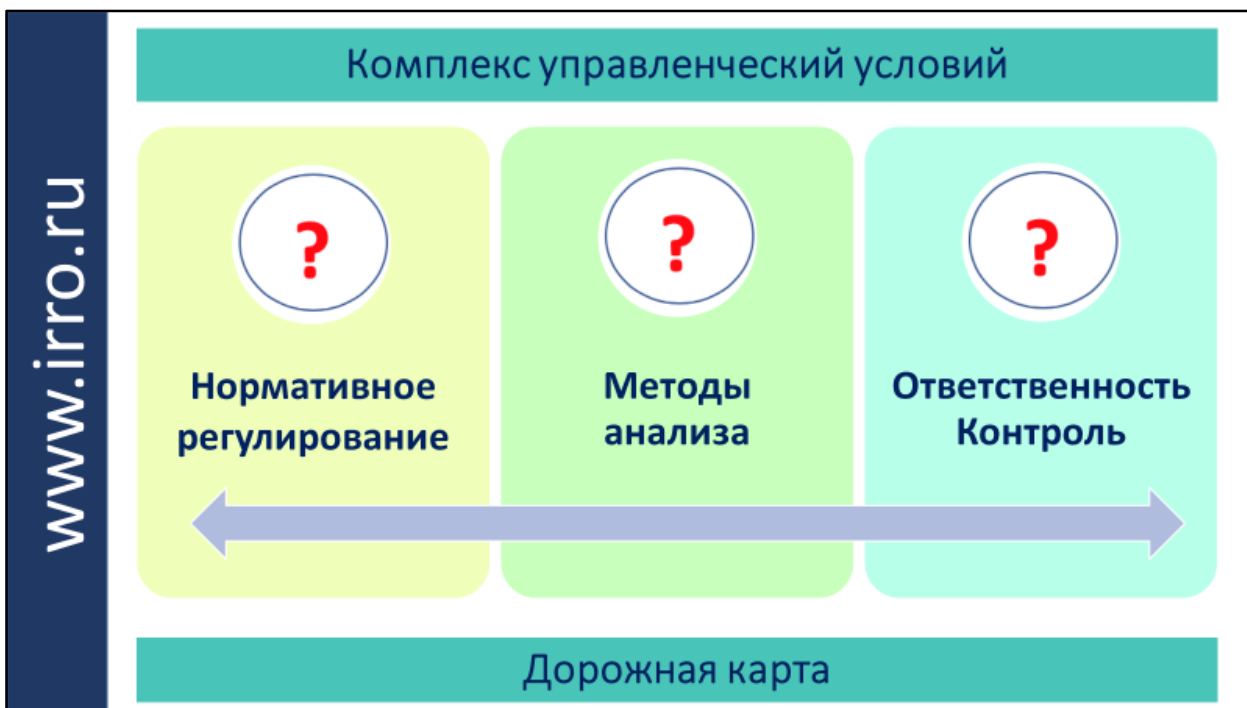 www.irro.ru
Комплекс управленческий условий
?
?
?
Нормативное
регулирование
Методы
анализа
Ответственность
Контроль
Дорожная карта